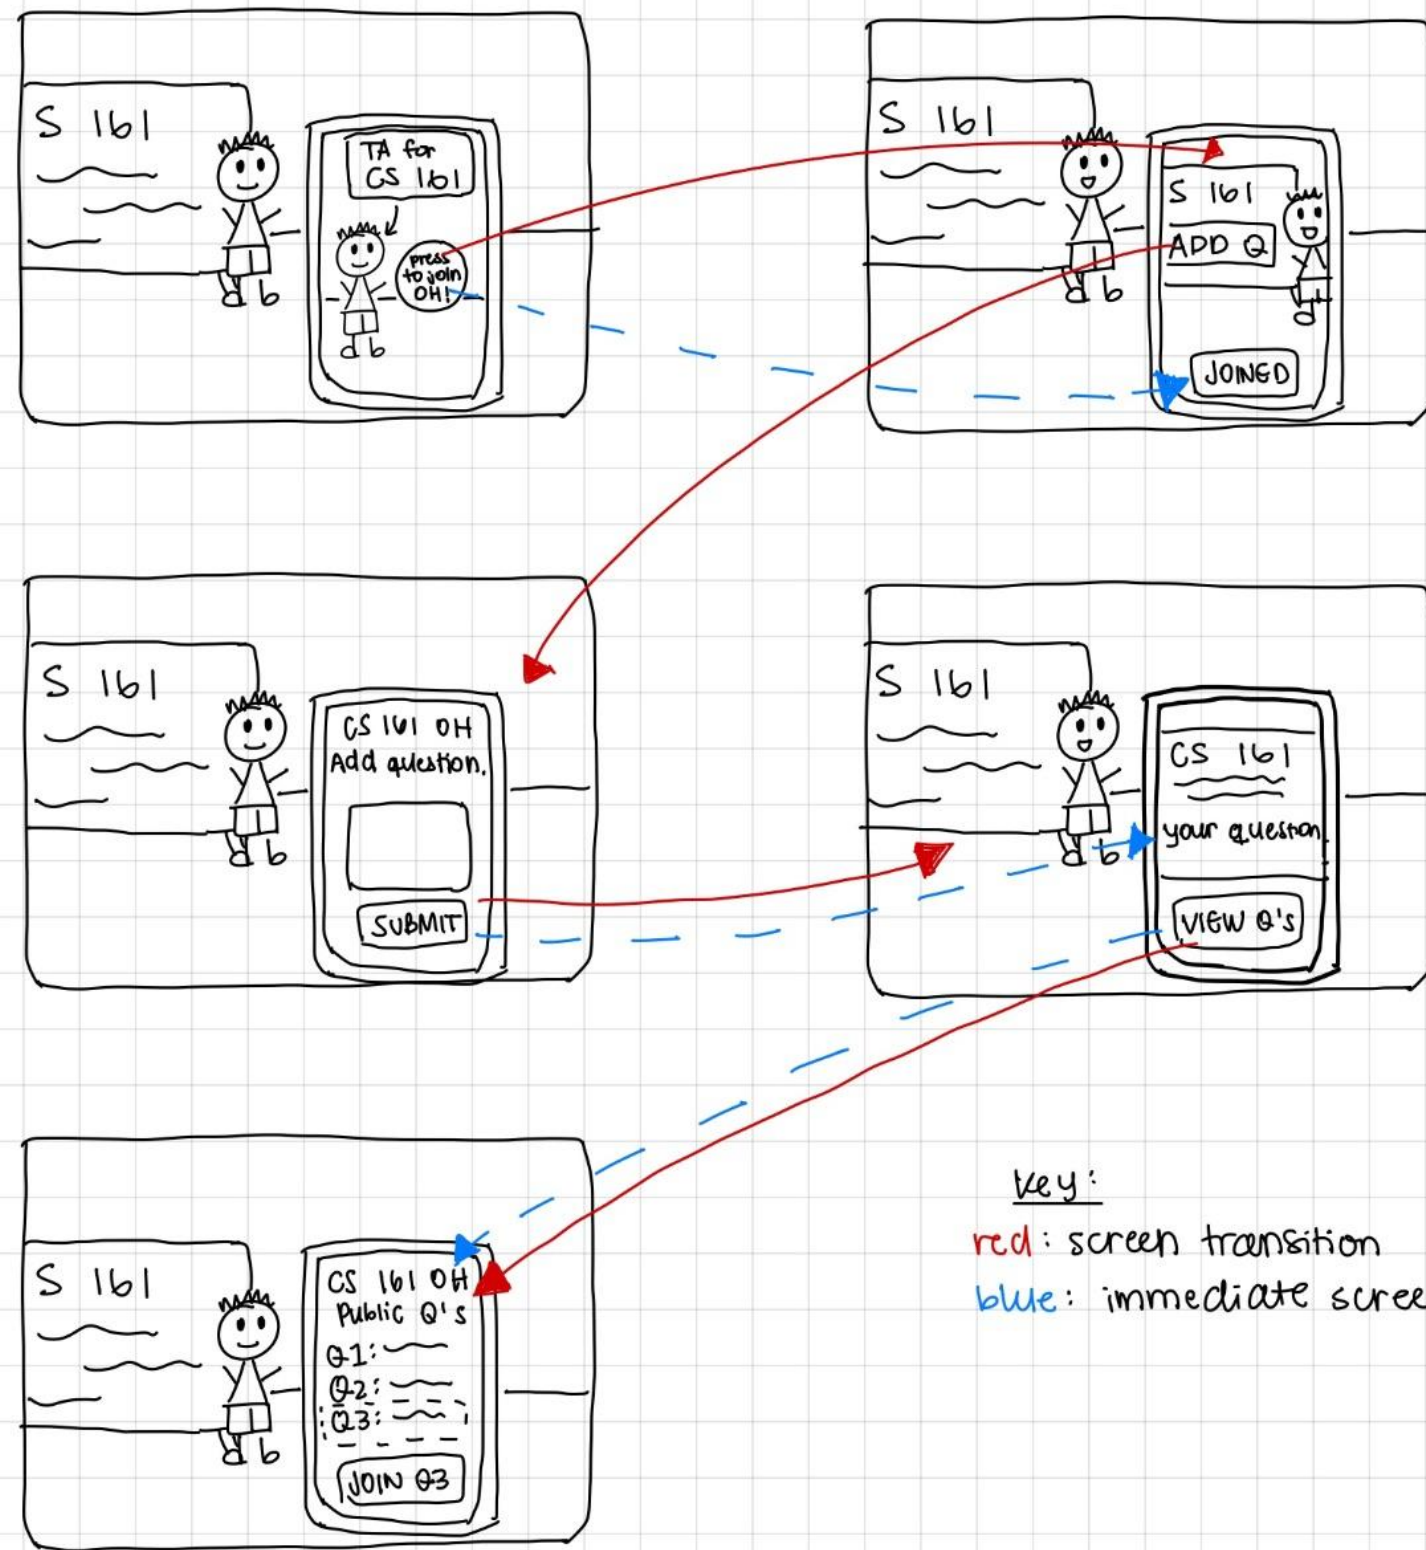 S 161
TA for
CS 161
press
to join
OH!
S 161
S 161
ADD Q
JOINED
S 161
CS 161 OH
Add question.
SUBMIT
S 161
CS 161
your question
VIEW Q's
S 161
CS 161 OH
Public Q's
Q1:
Q2:
Q3:
JOIN Q3
key:
red: screen transition
blue: immediate